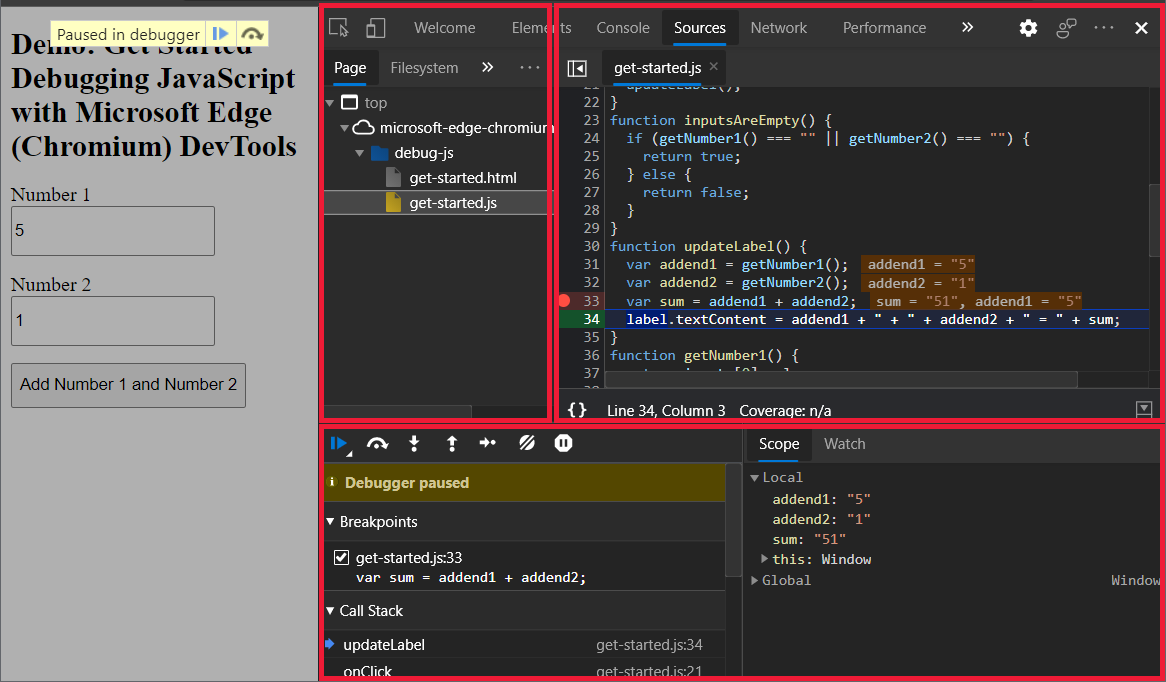 Paused in debugger
Demo: Get Started
Debugging JavaScript
with Microsoft Edge
(Chromium) DevTools
Number 1
5
Number 2
1
Add Number 1 and Number 2
Welcome Elements Console Sources Network Performance
Page Filesystem
top
microsoft-edge-chromium
debug-js
get-started.html
get-started.js
get-started.js
21 updateLabel();
22 }
23 function inputsAreEmpty() {
24 if (getNumber1() === "" || getNumber2() === "") {
25 return true;
26 } else {
27 return false;
28 }
29 }
30 function updateLabel() {
31 var addend1 = getNumber1(); addend1 = "5"
32 var addend2 = getNumber2(); addend2 = "1"
33 var sum = addend1 + addend2; sum = "51", addend1 = "5"
34 label.textContent = addend1 + " + " + addend2 + " = " + sum;
35 }
36 function getNumber1() {
37
{} Line 34, Column 3 Coverage: n/a
Debugger paused
Breakpoints
get-started.js:33
var sum = addend1 + addend2;
Call Stack
updateLabel get-started.js:34
onClick get-started.js:21
Scope Watch
Local
addend1: "5"
addend2: "1"
sum: "51"
this: Window
Global Window